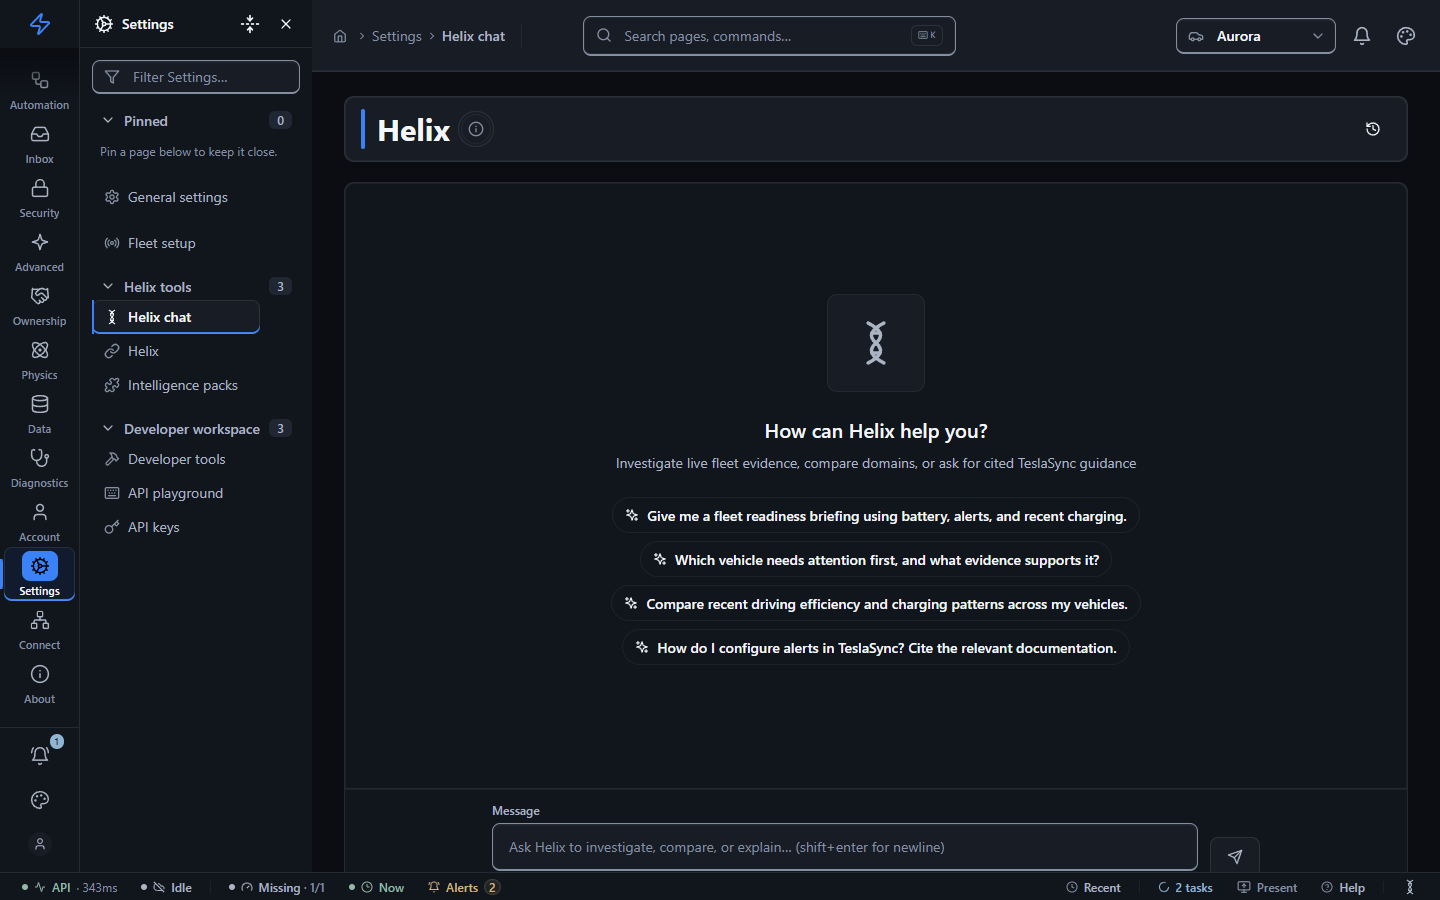 Settings
Filter Settings...
Pinned
0
Pin a page below to keep it close.
General settings
Fleet setup
Helix tools
3
Helix chat
Helix
Intelligence packs
Developer workspace
3
Developer tools
API playground
API keys
Automation
Inbox
Security
Advanced
Ownership
Physics
Data
Diagnostics
Account
Settings
Connect
About
1
Settings
Helix chat
Search pages, commands...
K
Aurora
Helix
How can Helix help you?
Investigate live fleet evidence, compare domains, or ask for cited TeslaSync guidance
Give me a fleet readiness briefing using battery, alerts, and recent charging.
Which vehicle needs attention first, and what evidence supports it?
Compare recent driving efficiency and charging patterns across my vehicles.
How do I configure alerts in TeslaSync? Cite the relevant documentation.
Message
Ask Helix to investigate, compare, or explain... (shift+enter for newline)
API · 343ms
Idle
Missing · 1/1
Now
Alerts 2
Recent
2 tasks
Present
Help